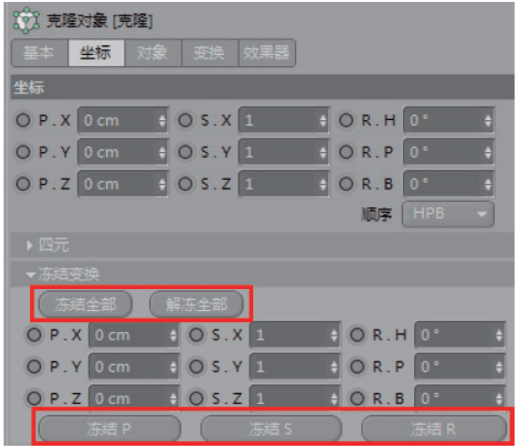 克隆对象 [克隆]
基本 坐标 对象 变换 效果器
坐标
P . X 0 cm S . X 1 R . H 0°
P . Y 0 cm S . Y 1 R . P 0°
P . Z 0 cm S . Z 1 R . B 0°
顺序 HPB
四元
冻结变换
冻结全部 解冻全部
P . X 0 cm S . X 1 R . H 0°
P . Y 0 cm S . Y 1 R . P 0°
P . Z 0 cm S . Z 1 R . B 0°
冻结 P 冻结 S 冻结 R